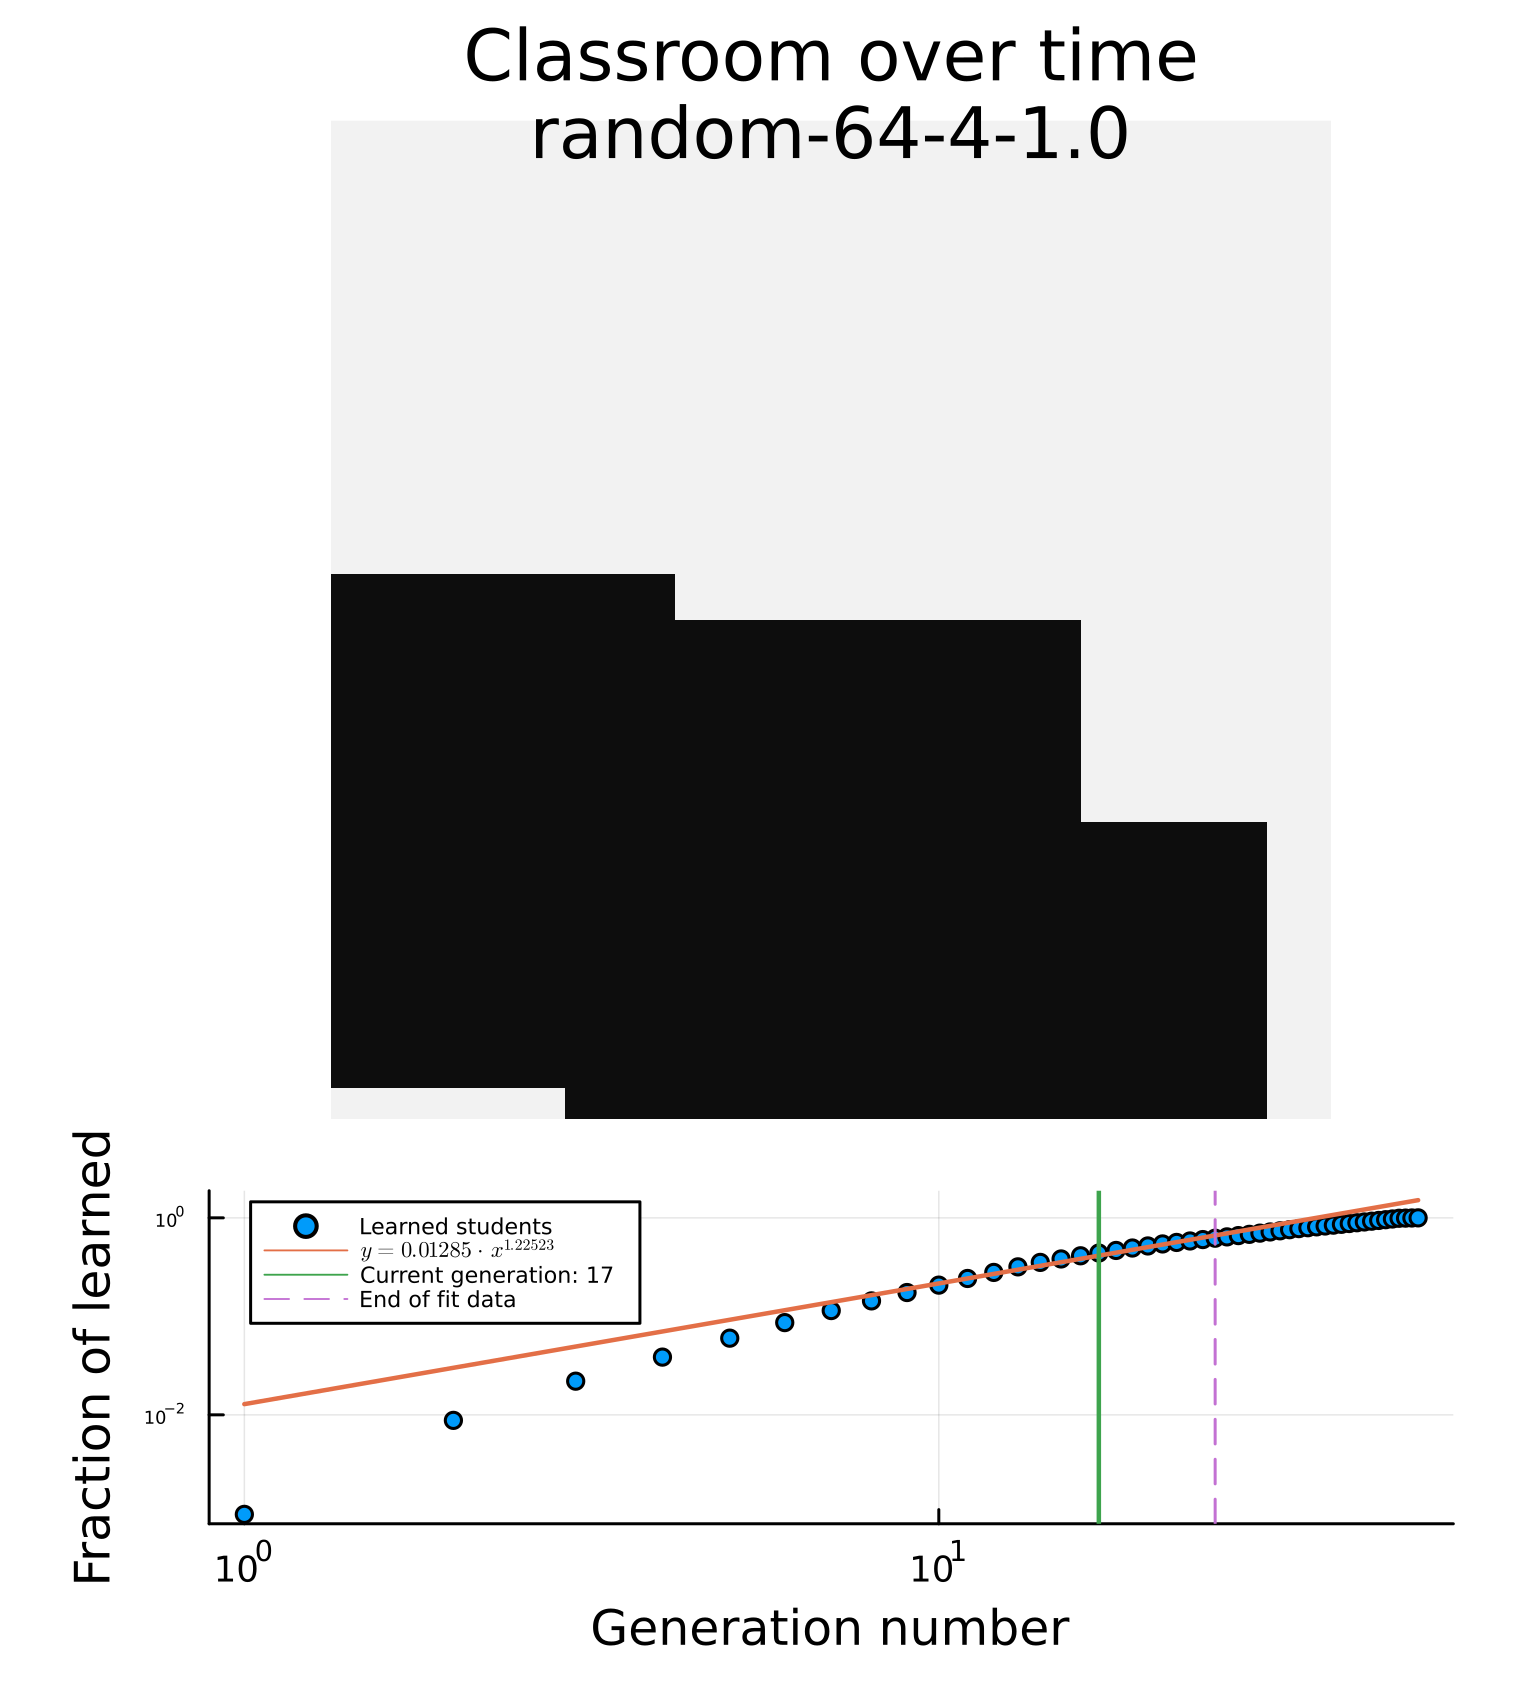 Classroom over time
random-64-4-1.0
Fraction of learned
10^0
10^-2
Learned students
y = 0.01285 · x^1.22523
Current generation: 17
End of fit data
10^0
10^1
Generation number